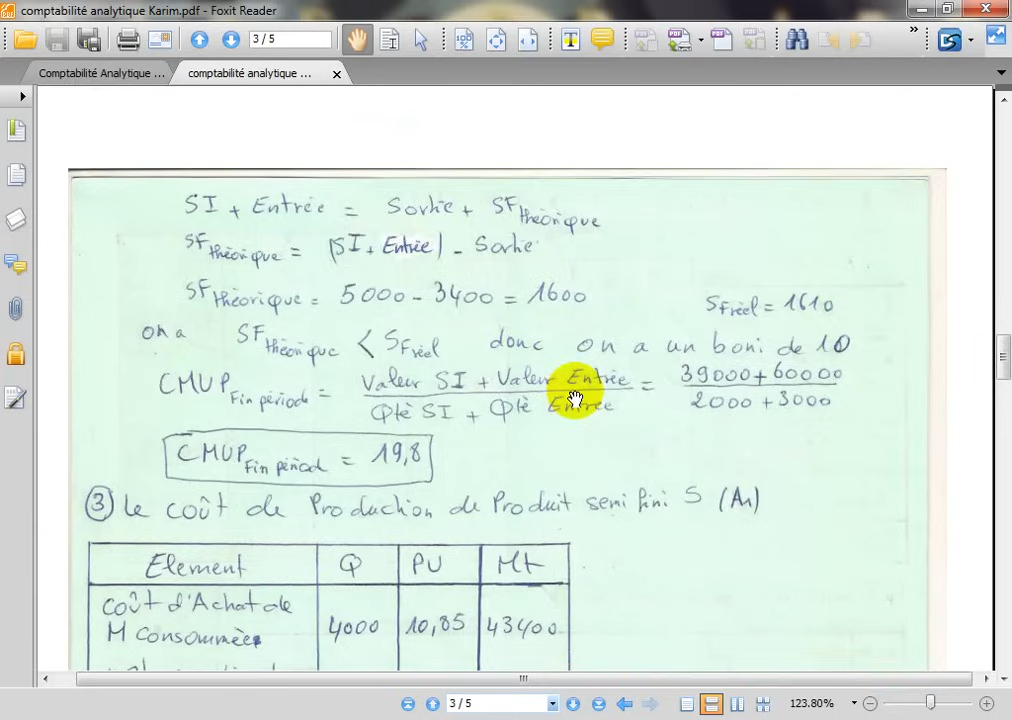 comptabilité analytique Karim.pdf - Foxit Reader
3 / 5
Comptabilité Analytique ...
comptabilité analytique ...
SI + Entrée = Sortie + SF théorique
SF théorique = (SI + Entrée) - Sortie
SF théorique = 5000 - 3400 = 1600
SF réel = 1610
on a SF théorique < SF réel donc on a un boni de 10
CMUP Fin période = Valeur SI + Valeur Entrée / Qtè SI + Qtè Entrée = 39000 + 60000 / 2000 + 3000
CMUP Fin périod = 19,8
③ Le coût de Production de Produit semi fini S (An)
Element Q PU Mt
coût d'Achat de
M consommées 4000 10,85 43400
3 / 5
123.80%